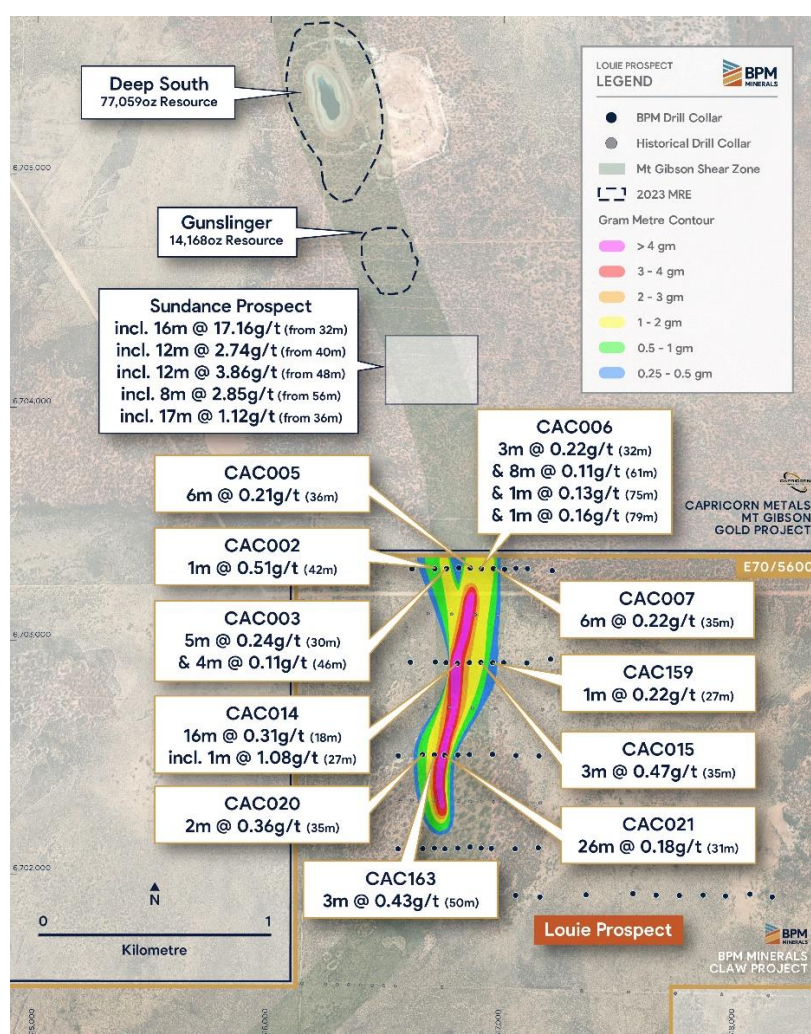 Deep South
77,059oz Resource
LOUIE PROSPECT
LEGEND
BPM
MINERALS
BPM Drill Collar
Historical Drill Collar
Mt Gibson Shear Zone
2023 MRE
Gram Metre Contour
> 4 gm
3 - 4 gm
2 - 3 gm
1 - 2 gm
0.5 - 1 gm
0.25 - 0.5 gm
6,705,000
Gunslinger
14,168oz Resource
Sundance Prospect
incl. 16m @ 17.16g/t (from 32m)
incl. 12m @ 2.74g/t (from 40m)
incl. 12m @ 3.86g/t (from 48m)
incl. 8m @ 2.85g/t (from 56m)
incl. 17m @ 1.12g/t (from 36m)
6,704,000
CAC006
3m @ 0.22g/t (32m)
& 8m @ 0.11g/t (61m)
& 1m @ 0.13g/t (75m)
& 1m @ 0.16g/t (79m)
CAC005
6m @ 0.21g/t (36m)
CAPRICORN METALS
MT GIBSON
GOLD PROJECT
CAC002
1m @ 0.51g/t (42m)
E70/5600
CAC007
6m @ 0.22g/t (35m)
CAC003
5m @ 0.24g/t (30m)
& 4m @ 0.11g/t (46m)
6,703,000
CAC159
1m @ 0.22g/t (27m)
CAC014
16m @ 0.31g/t (18m)
incl. 1m @ 1.08g/t (27m)
CAC015
3m @ 0.47g/t (35m)
CAC020
2m @ 0.36g/t (35m)
CAC021
26m @ 0.18g/t (31m)
6,702,000
CAC163
3m @ 0.43g/t (50m)
N
0 1
Kilometre
Louie Prospect
BPM
MINERALS
BPM MINERALS
CLAW PROJECT